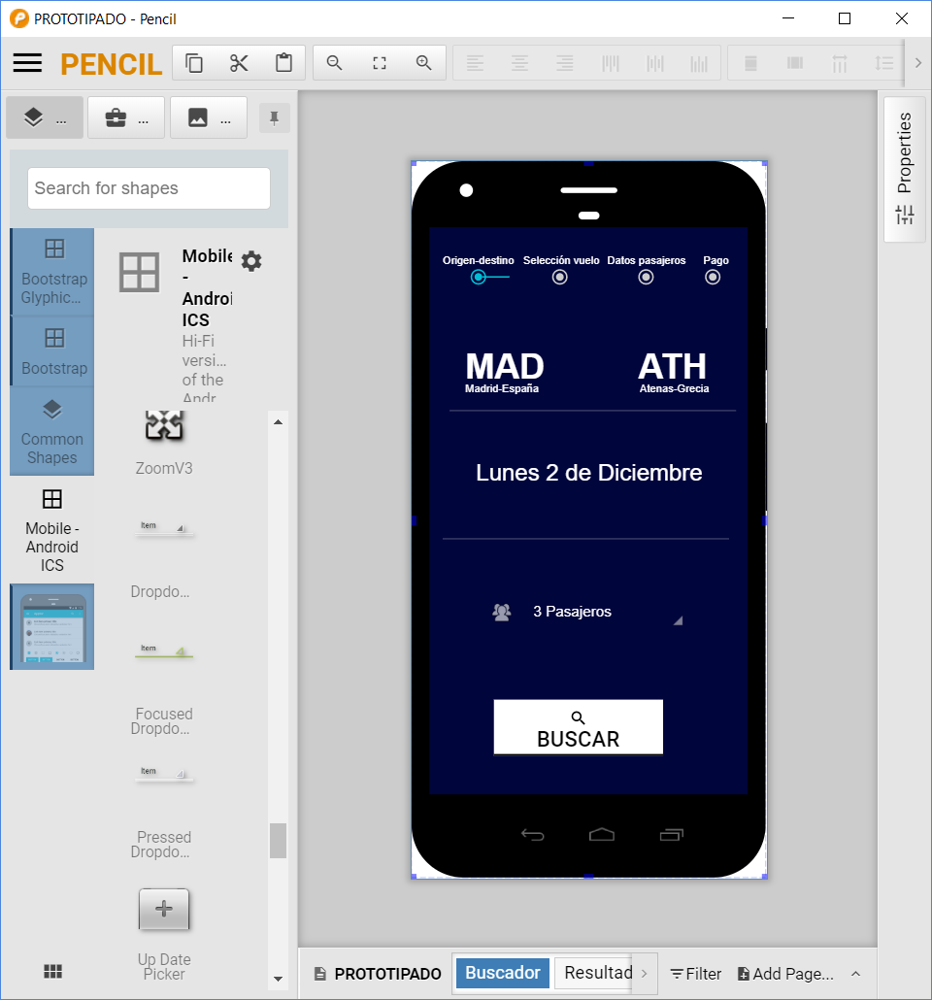 PROTOTIPADO - Pencil
PENCIL
...
...
...
Properties
Search for shapes
Bootstrap
Glyphic...
Bootstrap
Common
Shapes
Mobile -
Android
ICS
Mobile
-
Androi
ICS
Hi-Fi
versi...
of the
Andr
ZoomV3
Item
Dropdo...
Item
Focused
Dropdo...
Item
Pressed
Dropdo...
Up Date
Picker
Origen-destino Selección vuelo Datos pasajeros Pago
MAD ATH
Madrid-España Atenas-Grecia
Lunes 2 de Diciembre
3 Pasajeros
BUSCAR
PROTOTIPADO Buscador Resultad Filter Add Page...